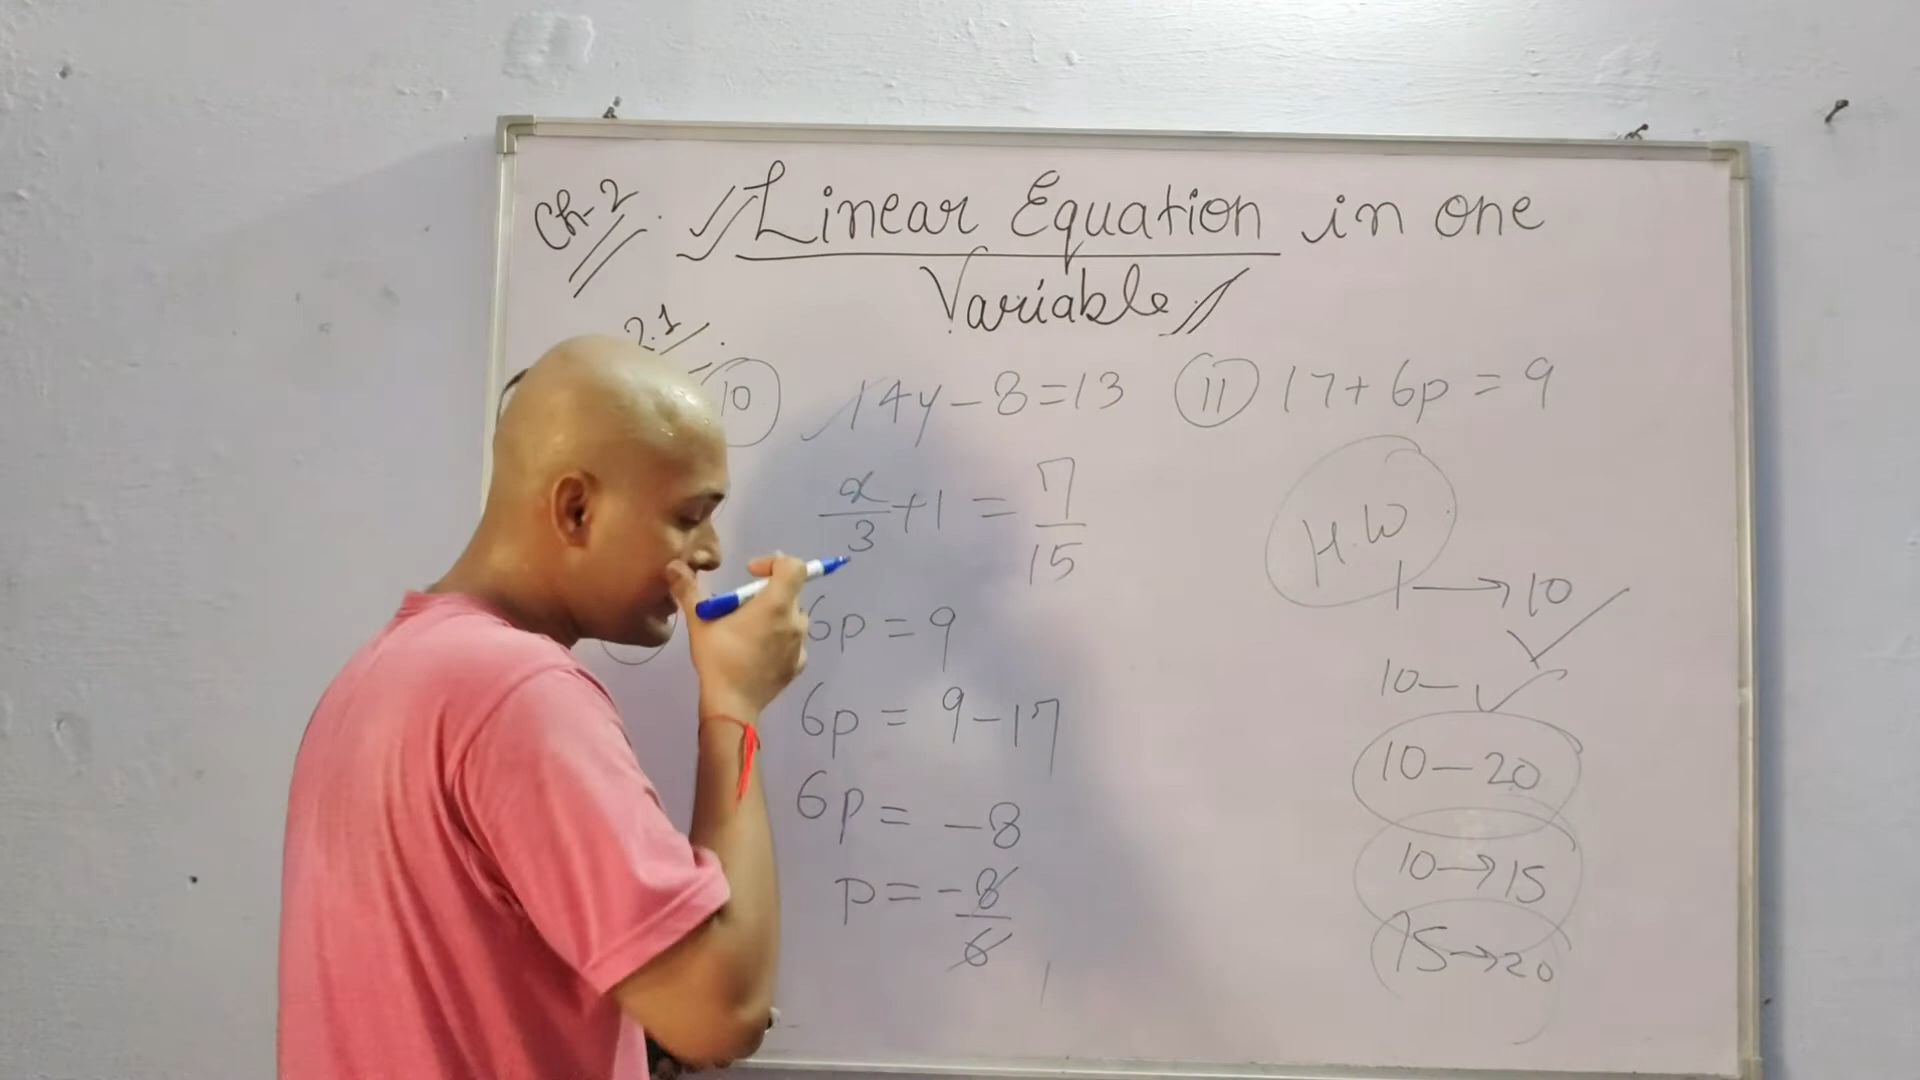 Ch-2 Linear Equation in one
Variable
2.1
10 14y-8=13 11 17+6p=9
x/3+1=7/15
H.W
1→10
6p=9
10-
6p=9-17
10-20
6p=-8
10→15
p=-8/6
15→20